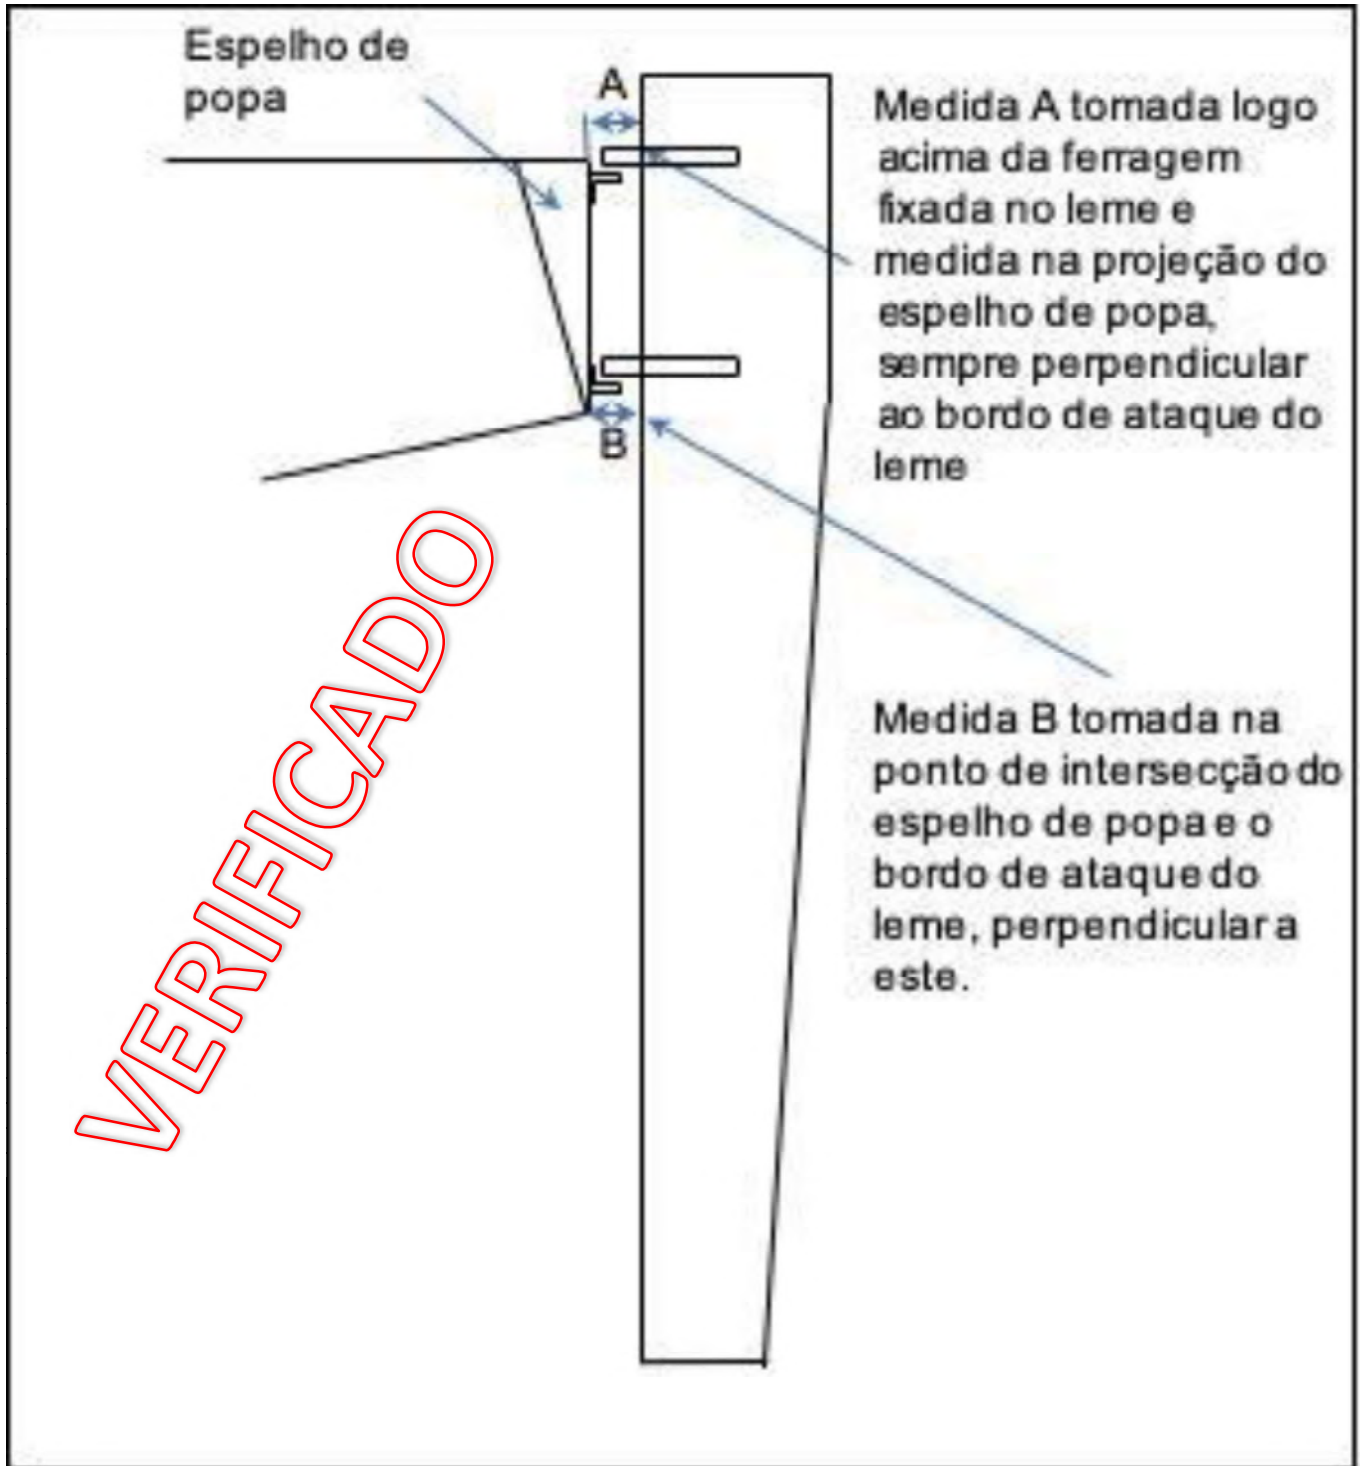 Espelho de
popa
A
Medida A tomada logo
acima da ferragem
fixada no leme e
medida na projeção do
espelho de popa,
sempre perpendicular
ao bordo de ataque do
leme
B
VERIFICADO
Medida B tomada na
ponto de intersecção do
espelho de popa e o
bordo de ataque do
leme, perpendicular a
este.